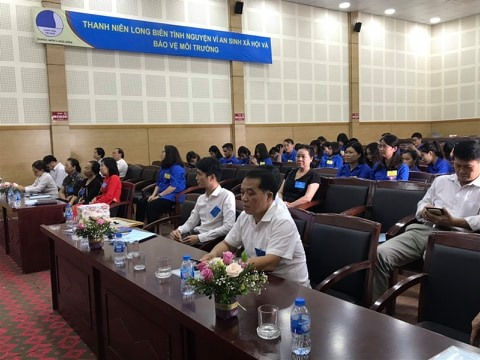 THANH NIÊN LONG BIÊN TÌNH NGUYỆN VÌ AN SINH XÃ HỘI VÀ
BẢO VỆ MÔI TRƯỜNG